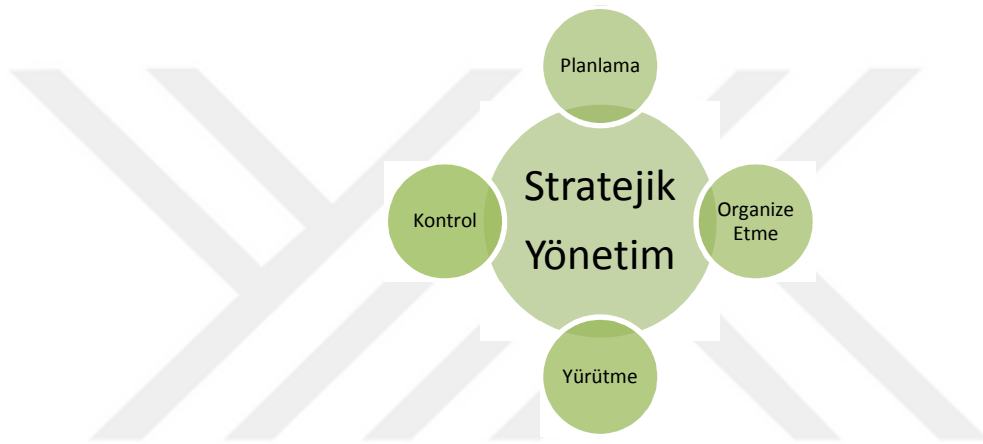 Planlama
Stratejik
Yönetim
Kontrol
Organize
Etme
Yürütme